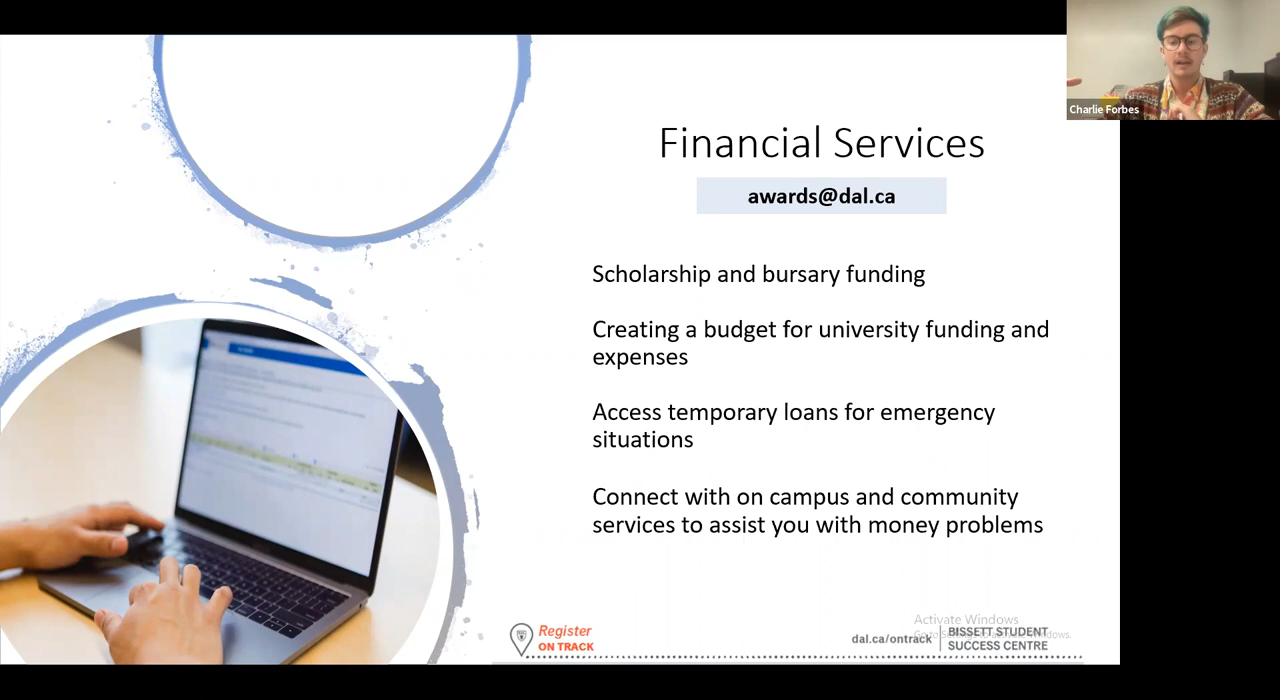 Charlie Forbes
Financial Services
awards@dal.ca
Scholarship and bursary funding
Creating a budget for university funding and
expenses
Access temporary loans for emergency
situations
Connect with on campus and community
services to assist you with money problems
Activate Windows
Register
ON TRACK
dal.ca/ontrack
BISSETT STUDENT
SUCCESS CENTRE